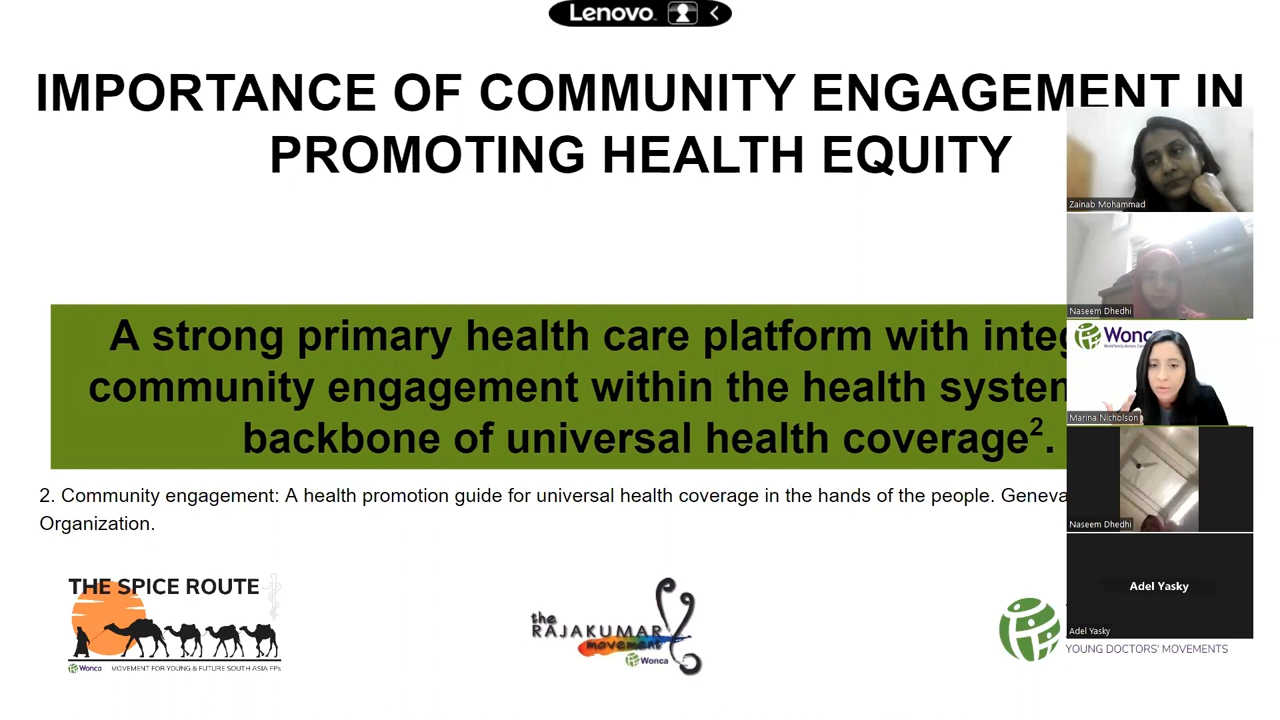 Lenovo
IMPORTANCE OF COMMUNITY ENGAGEMENT IN
PROMOTING HEALTH EQUITY
A strong primary health care platform with
community engagement within the health
backbone of universal health coverage².
2. Community engagement: A health promotion guide for universal health coverage in the hands of the people. Geneva
Organization.
THE SPICE ROUTE
Wonca MOVEMENT FOR YOUNG & FUTURE SOUTH ASIA FPs
the
RAJAKUMAR
movement
Wonca
YOUNG DOCTORS' MOVEMENTS
Zainab Mohammad
Naseem Dhedhi
Wonca
Marina Nicholson
Naseem Dhedhi
Adel Yasky
Adel Yasky